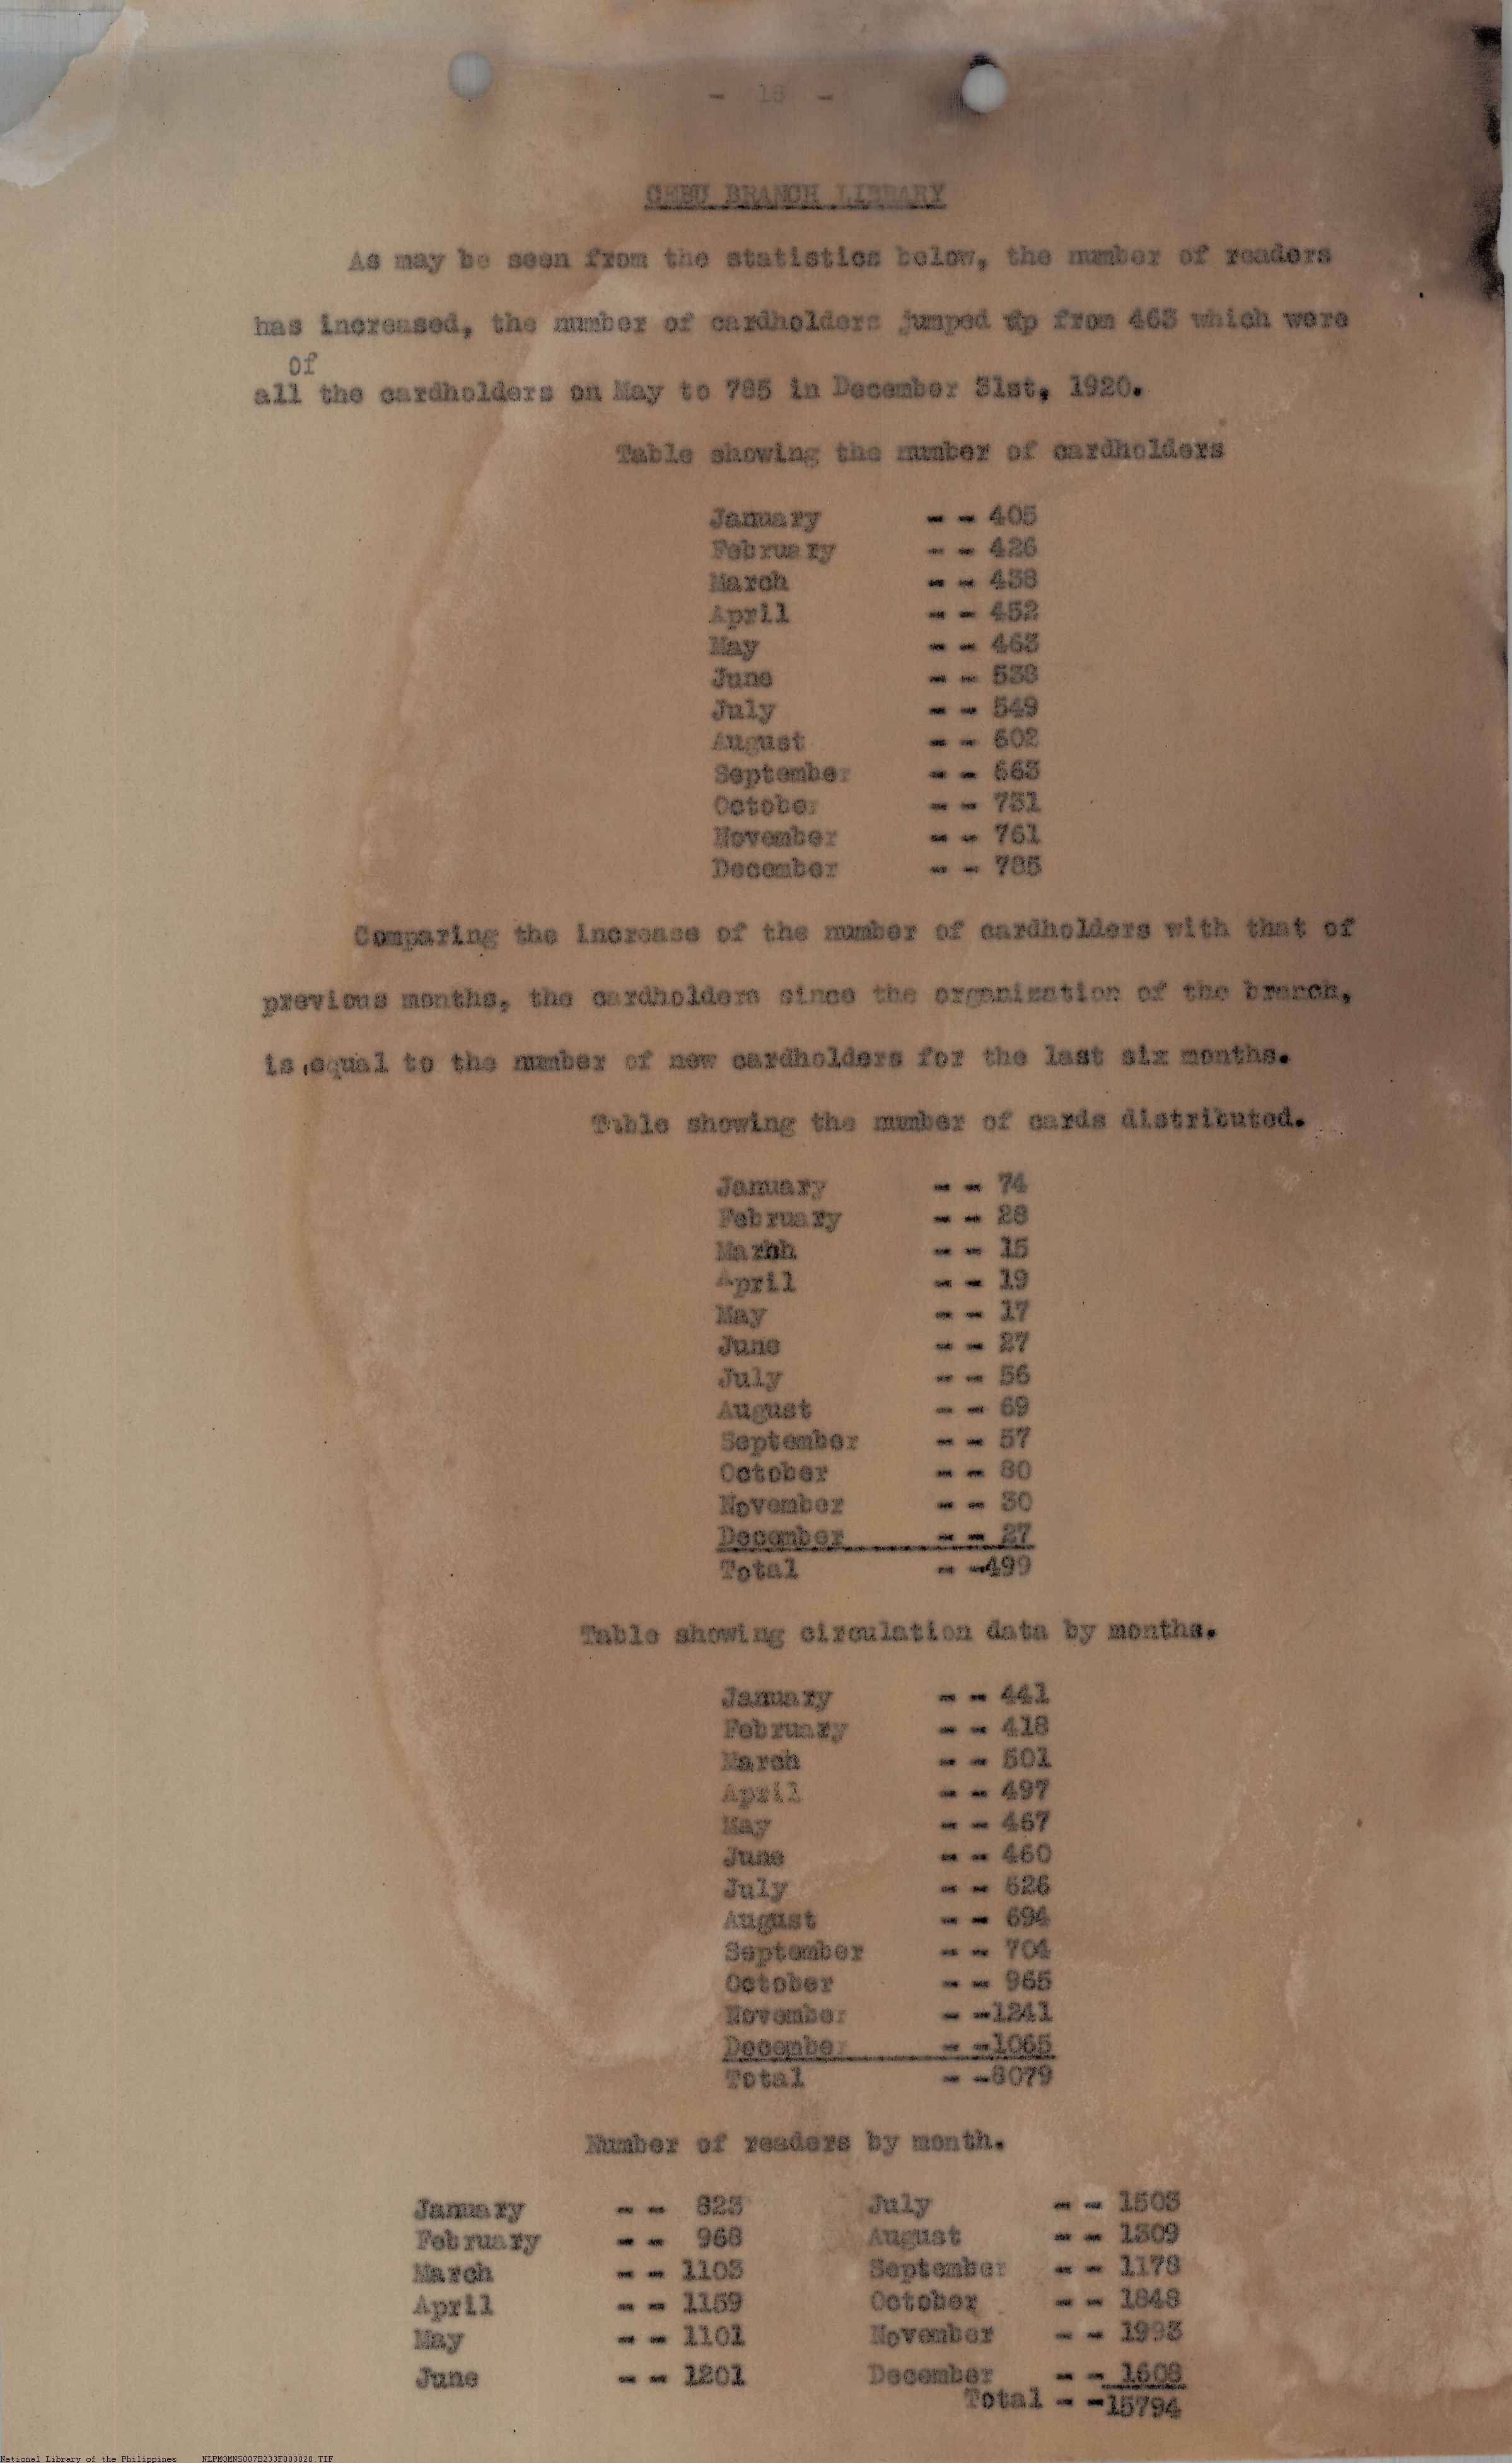 - 18 -
CEBU BRANCH LIBRARY
As may be seen from the statistics below, the number of readers
has increased, the number of cardholders jumped up from 463 which were
of
all the cardholders on May to 785 in December 31st, 1920.
Table showing the number of cardholders
January -- 405
February -- 426
March -- 438
April -- 452
May -- 463
June -- 538
July -- 549
August -- 602
September -- 663
October -- 731
November -- 761
December -- 785
Comparing the increase of the number of cardholders with that of
previous months, the cardholders since the organization of the branch,
is equal to the number of new cardholders for the last six months.
Table showing the number of cards distributed.
January -- 74
February -- 28
Marhh -- 15
April -- 19
May -- 17
June -- 27
July -- 56
August -- 69
September -- 57
October -- 80
November -- 30
December -- 27
Total --499
Table showing circulation data by months.
January -- 441
February -- 418
March -- 501
April -- 497
May -- 467
June -- 460
July -- 626
August -- 694
September -- 704
October -- 965
November --1241
December --1065
Total --8079
Number of readers by month.
January -- 823 July -- 1503
February -- 968 August -- 1309
March -- 1103 September -- 1178
April -- 1159 October -- 1848
May -- 1101 November -- 1993
June -- 1201 December -- 1608
Total --15794
National Library of the Philippines NLPMQMNS007B233F003020.TIF